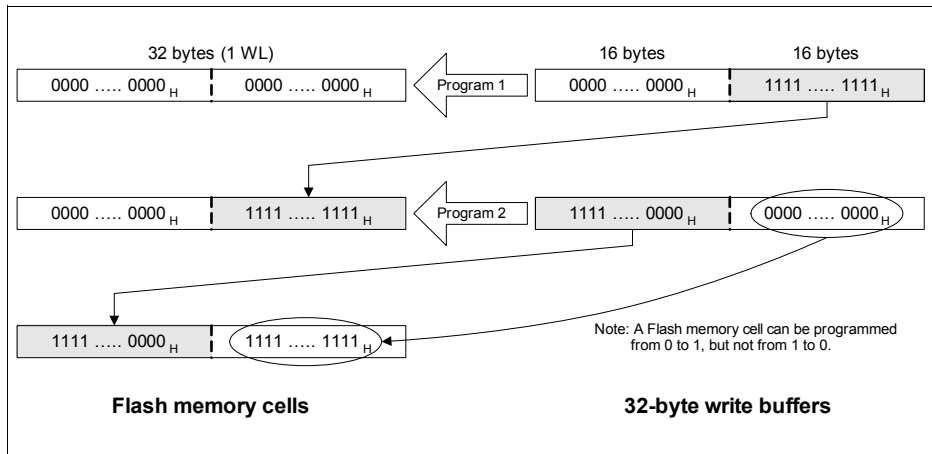 32 bytes (1 WL) 16 bytes 16 bytes
0000 ..... 0000 H 0000 ..... 0000 H Program 1 0000 ..... 0000 H 1111 ..... 1111 H
0000 ..... 0000 H 1111 ..... 1111 H Program 2 1111 ..... 0000 H 0000 ..... 0000 H
1111 ..... 0000 H 1111 ..... 1111 H
Note: A Flash memory cell can be programmed
from 0 to 1, but not from 1 to 0.
Flash memory cells 32-byte write buffers